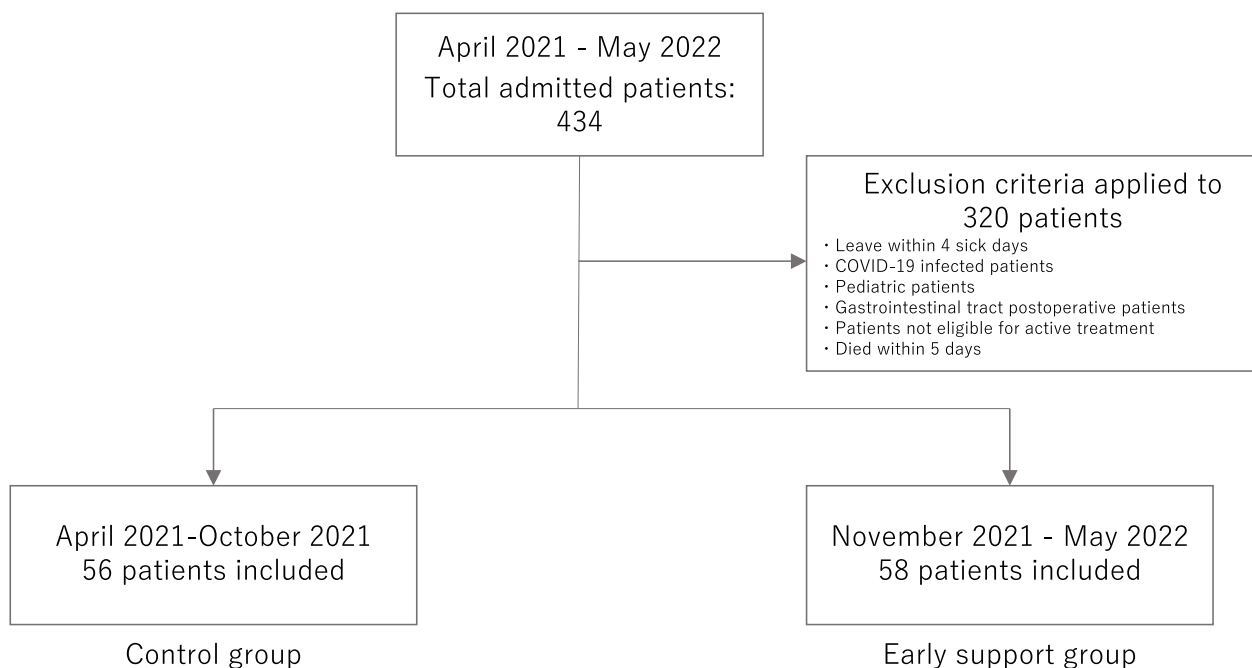 April 2021 - May 2022
Total admitted patients:
434
Exclusion criteria applied to
320 patients
・Leave within 4 sick days
・COVID-19 infected patients
・Pediatric patients
・Gastrointestinal tract postoperative patients
・Patients not eligible for active treatment
・Died within 5 days
April 2021-October 2021
56 patients included
November 2021 - May 2022
58 patients included
Control group
Early support group